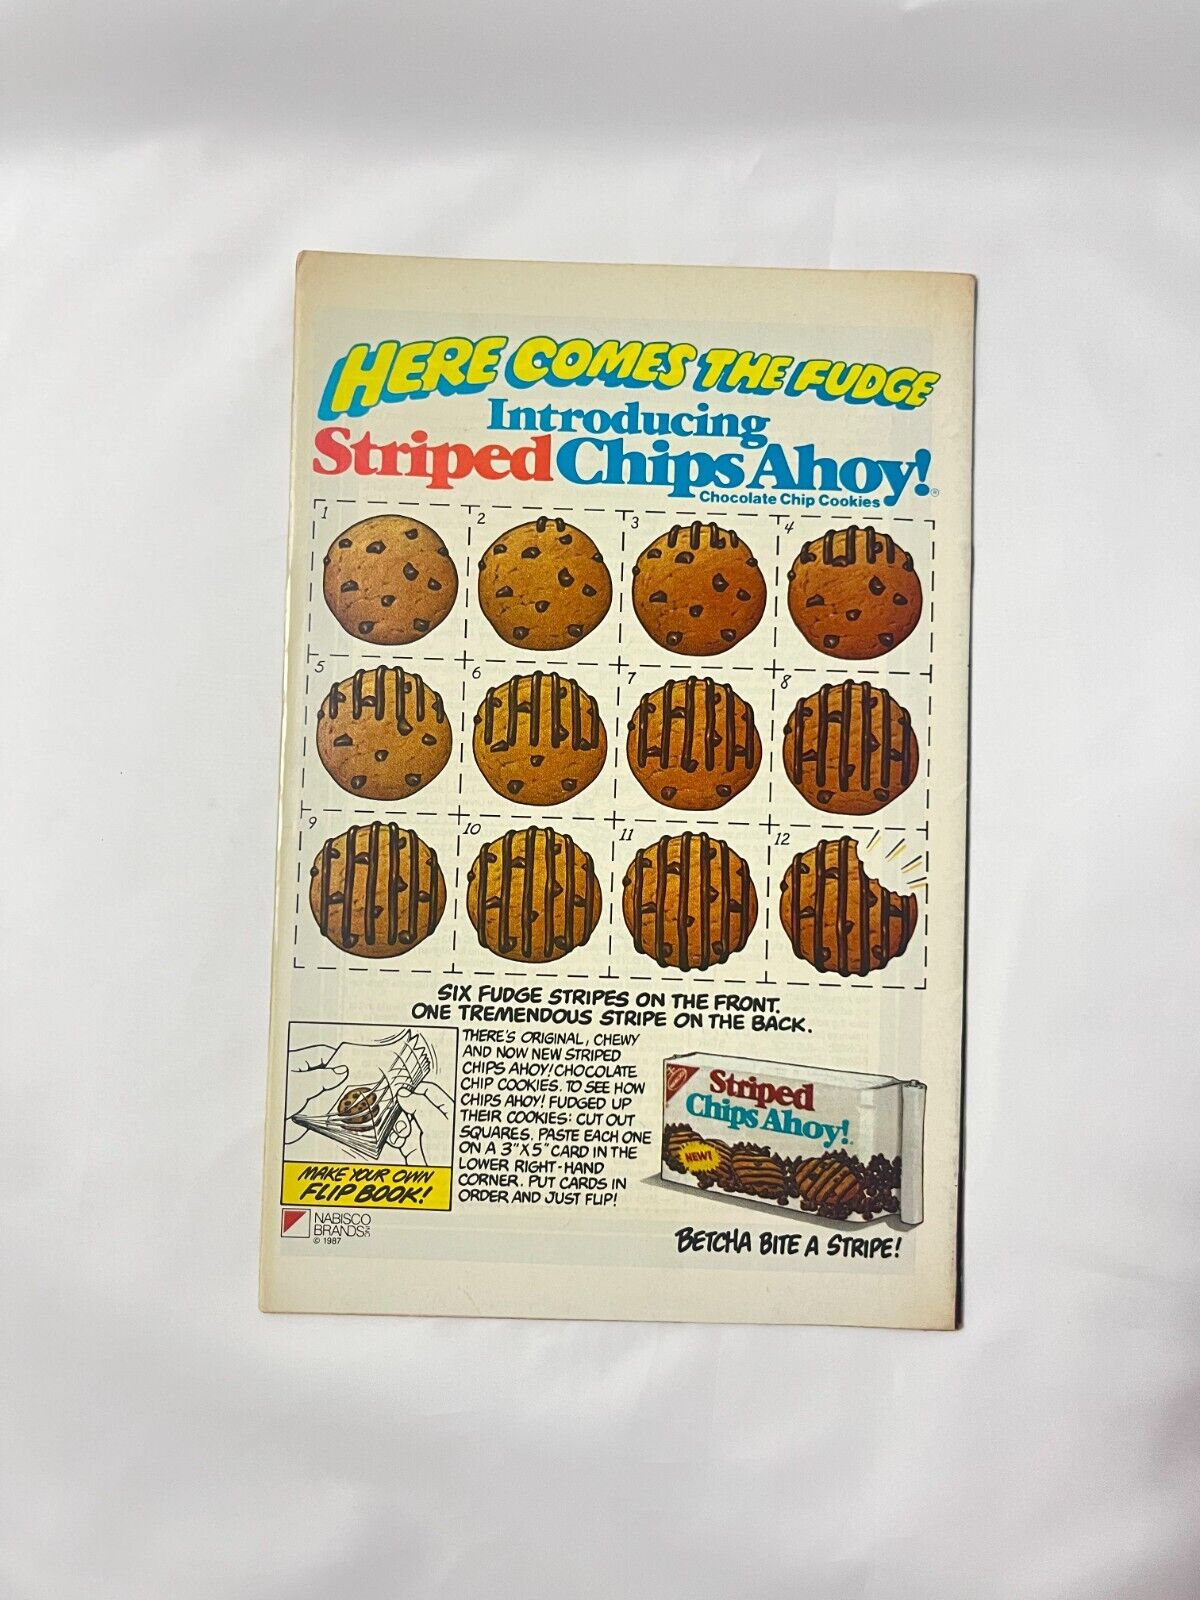 HERE COMES THE FUDGE
Introducing
Striped Chips Ahoy!®
Chocolate Chip Cookies
1
2
3
4
5
6
7
8
9
10
11
12
SIX FUDGE STRIPES ON THE FRONT.
ONE TREMENDOUS STRIPE ON THE BACK.
THERE'S ORIGINAL, CHEWY
AND NOW NEW STRIPED
CHIPS AHOY! CHOCOLATE
CHIP COOKIES. TO SEE HOW
CHIPS AHOY! FUDGED UP
THEIR COOKIES: CUT OUT
SQUARES. PASTE EACH ONE
ON A 3"X5" CARD IN THE
LOWER RIGHT-HAND
CORNER. PUT CARDS IN
ORDER AND JUST FLIP!
MAKE YOUR OWN
FLIP BOOK!
NABISCO
BRANDS
© 1987
Striped
Chips Ahoy!
NEW!
BETCHA BITE A STRIPE!